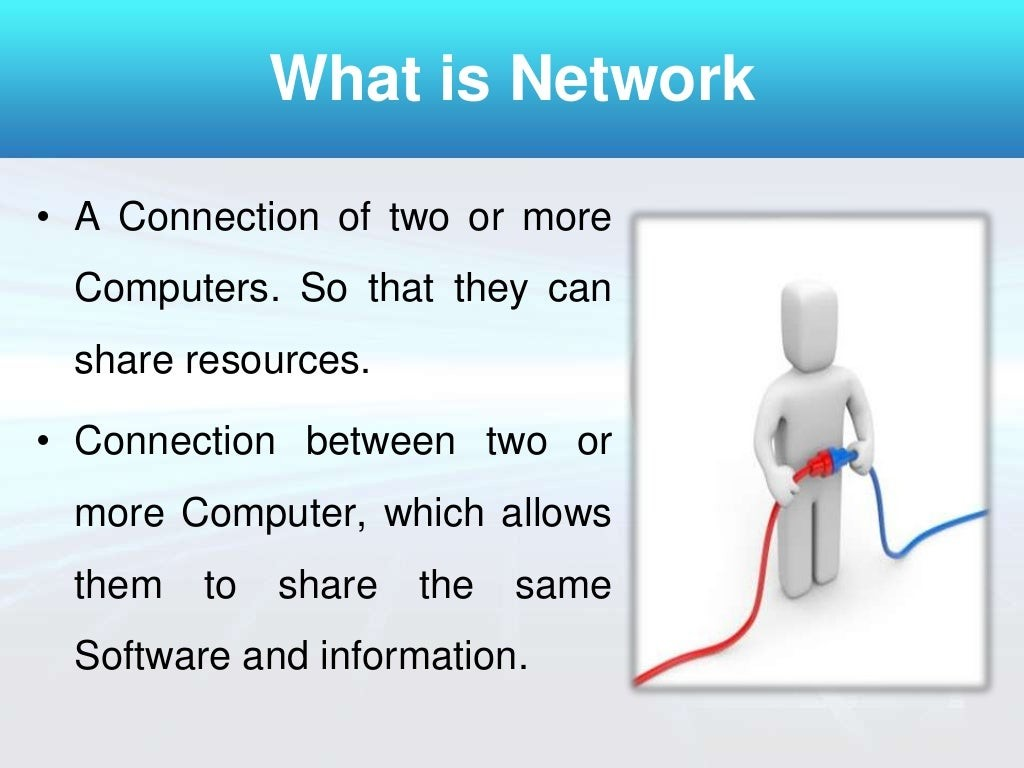 What is Network
• A Connection of two or more
Computers. So that they can
share resources.
• Connection between two or
more Computer, which allows
them to share the same
Software and information.